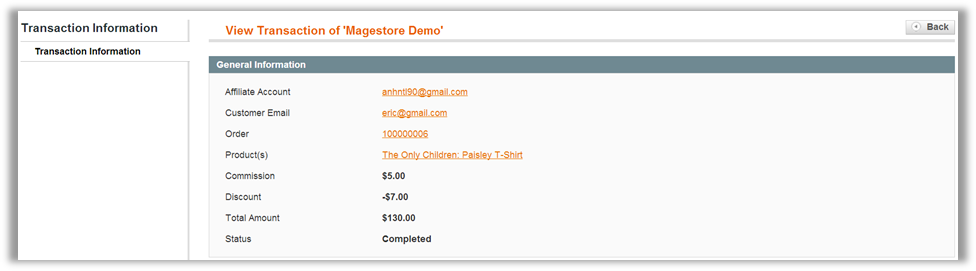 Transaction Information
Transaction Information
View Transaction of 'Magestore Demo'
Back
General Information
Affiliate Account anhntl90@gmail.com
Customer Email eric@gmail.com
Order 100000006
Product(s) The Only Children: Paisley T-Shirt
Commission $5.00
Discount -$7.00
Total Amount $130.00
Status Completed